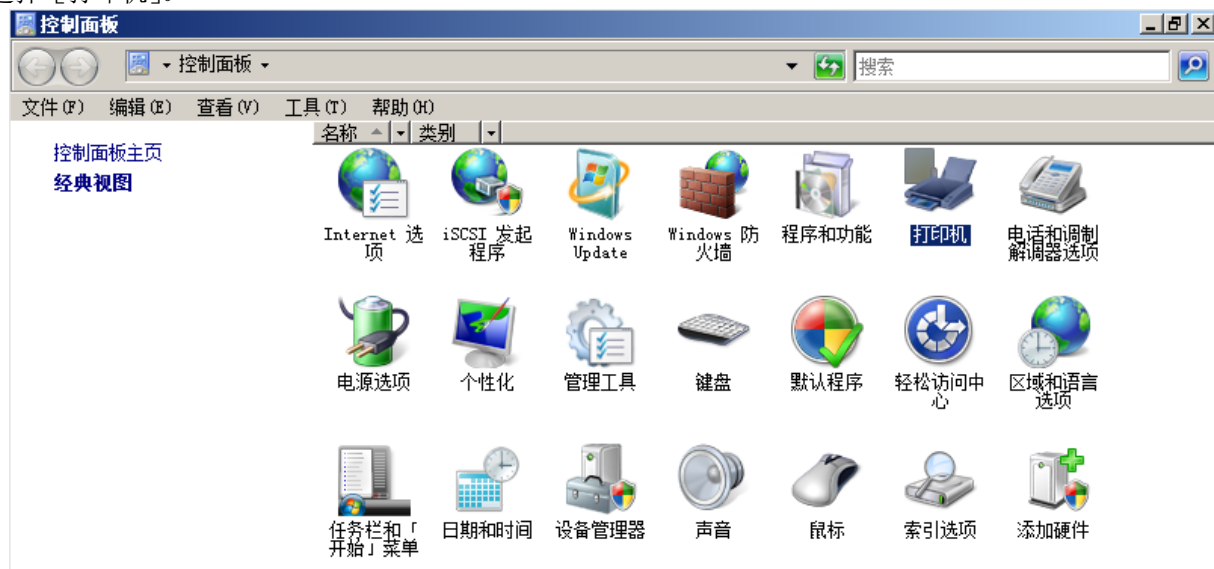 选择 [打印机]。
控制面板
控制面板
搜索
文件(F) 编辑(E) 查看(V) 工具(T) 帮助(H)
名称 类别
控制面板主页
经典视图
Internet 选
项
iSCSI 发起
程序
Windows
Update
Windows 防
火墙
程序和功能
打印机
电话和调制
解调器选项
电源选项
个性化
管理工具
键盘
默认程序
轻松访问中
心
区域和语言
选项
任务栏和「
开始」菜单
日期和时间
设备管理器
声音
鼠标
索引选项
添加硬件